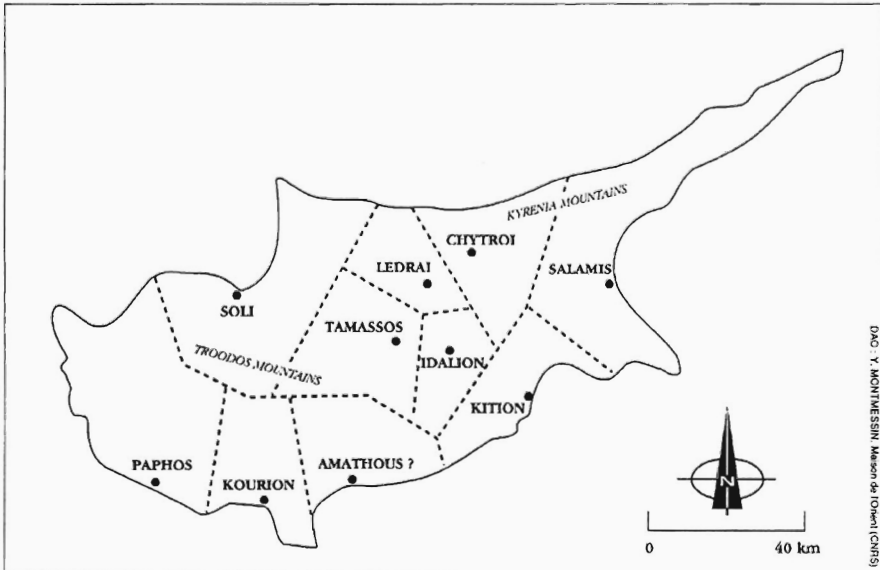 KYRENIA MOUNTAINS
CHYTROI
LEDRAI
SALAMIS
SOLI
TAMASSOS
IDALION
TROODOS MOUNTAINS
KITION
PAPHOS
KOURION
AMATHOUS ?
N
0 40 km
DAO : Y. MONTMESSIN, Maison de l'Orient (CNRS)